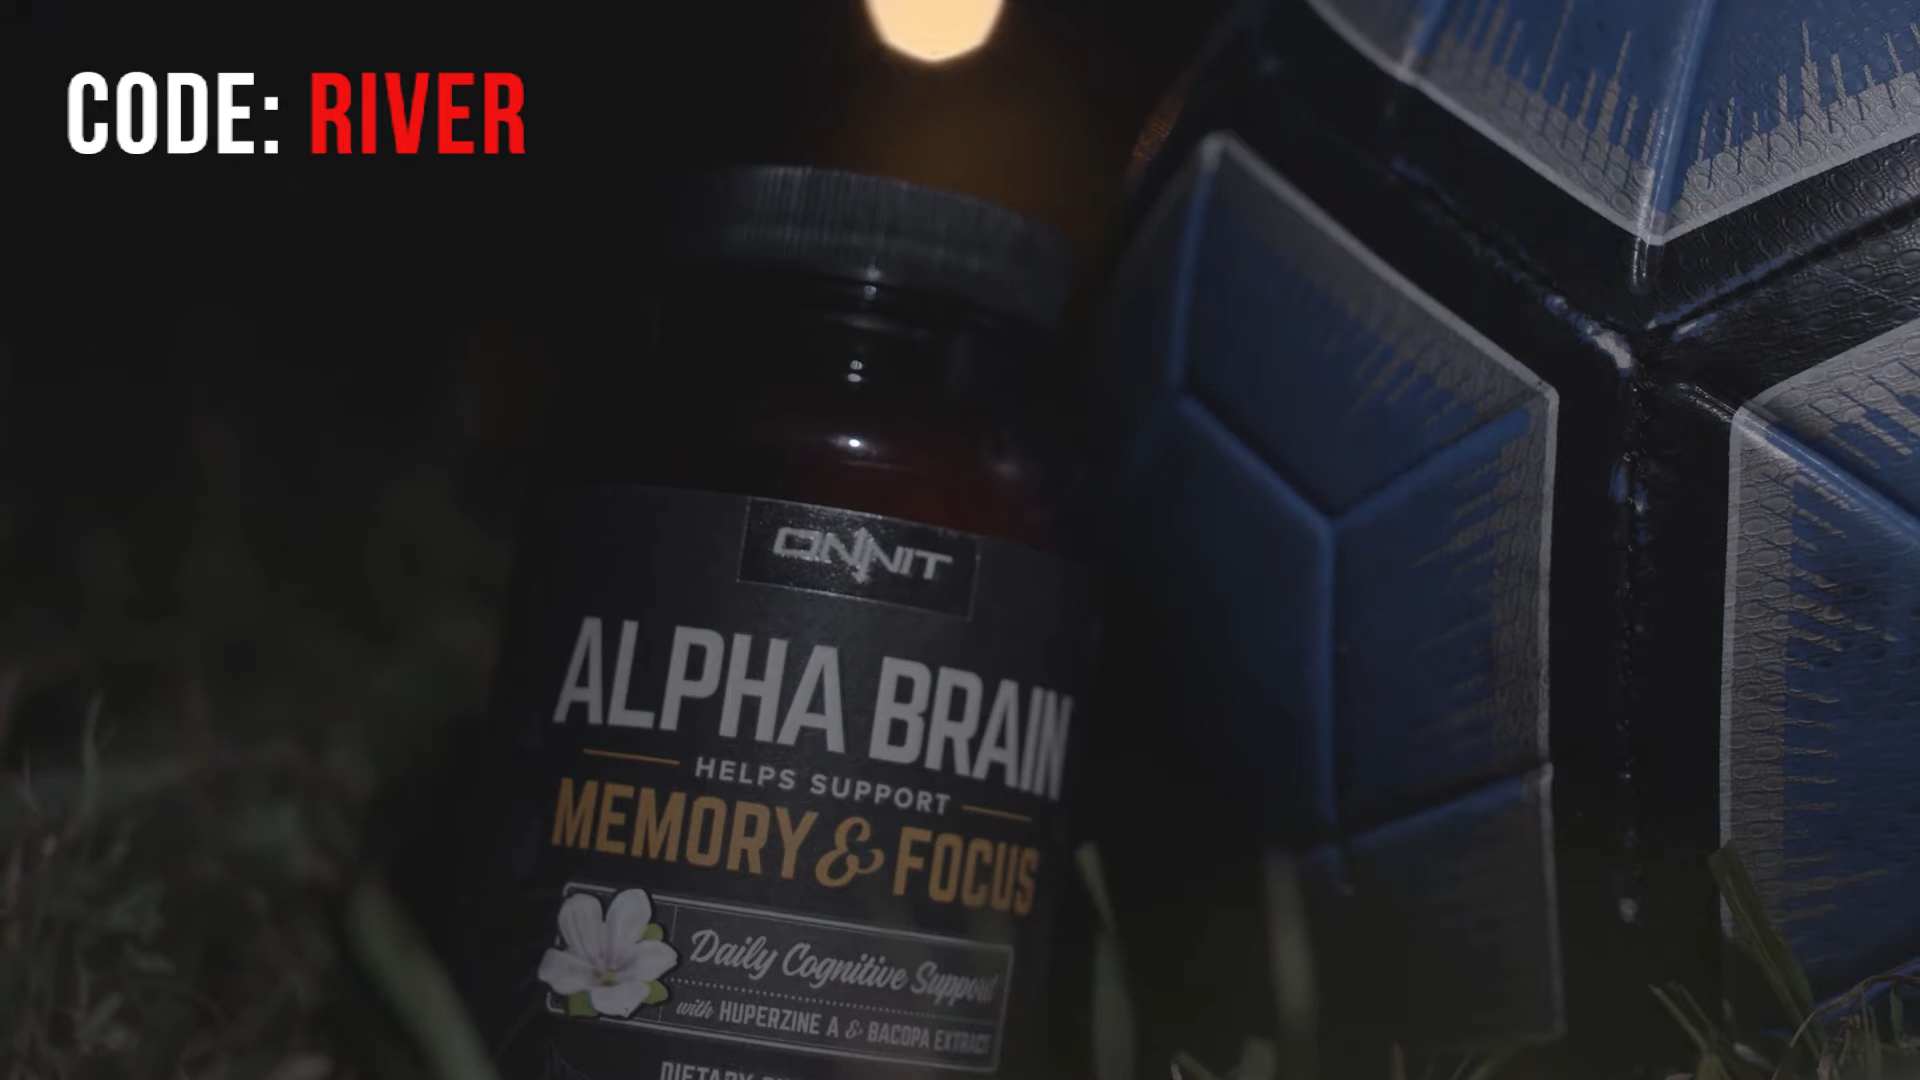 CODE: RIVER
ONNIT
ALPHA BRAIN
HELPS SUPPORT
MEMORY & FOCUS
Daily Cognitive Support
with HUPERZINE A & BACOPA EXTRACT